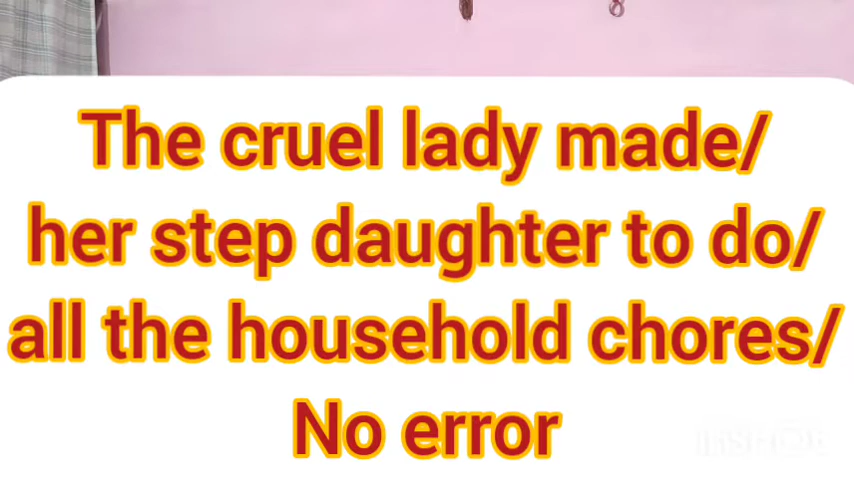 The cruel lady made/
her step daughter to do/
all the household chores/
No error